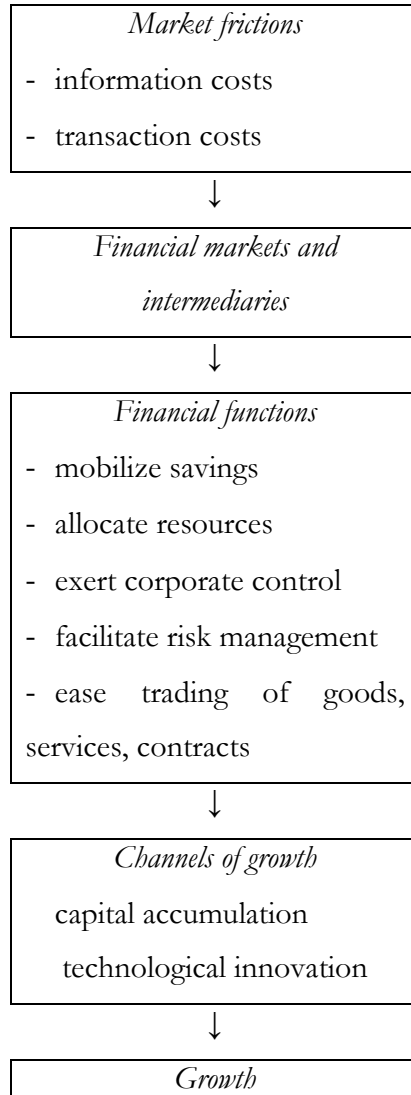 Market frictions
- information costs
- transaction costs
↓
Financial markets and
intermediaries
↓
Financial functions
- mobilize savings
- allocate resources
- exert corporate control
- facilitate risk management
- ease trading of goods,
services, contracts
↓
Channels of growth
capital accumulation
technological innovation
↓
Growth